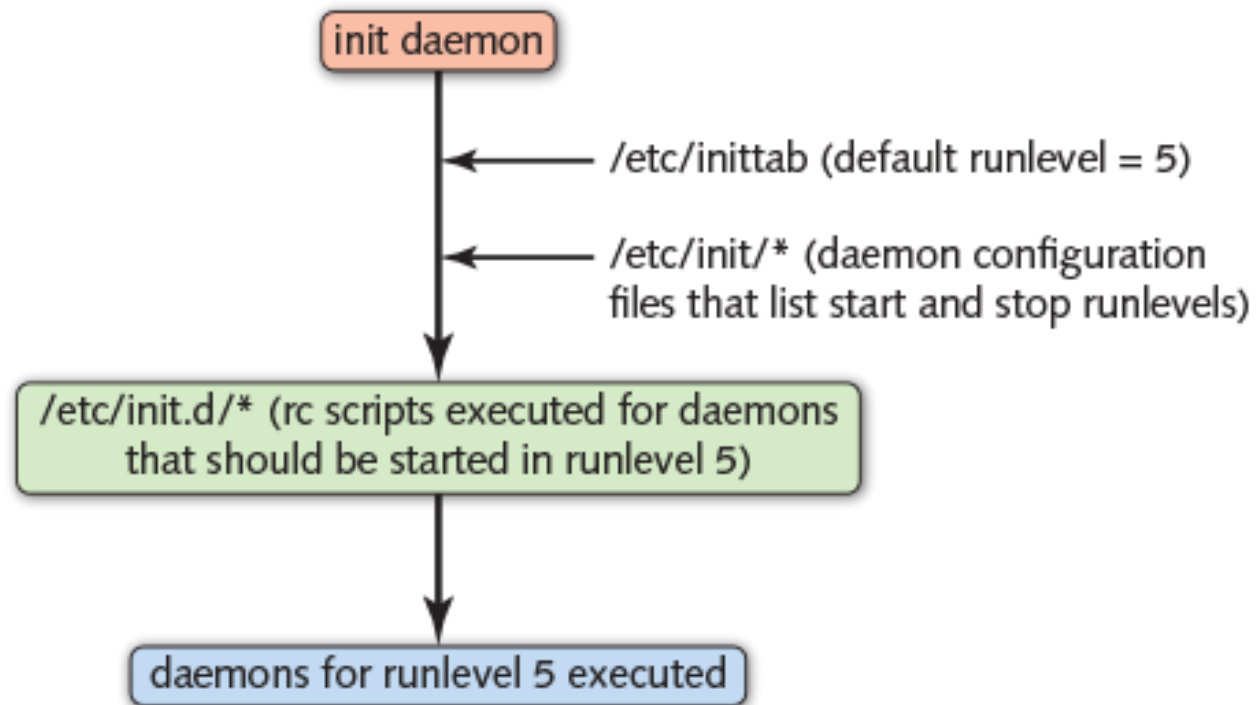 init daemon
/etc/inittab (default runlevel = 5)
/etc/init/* (daemon configuration
files that list start and stop runlevels)
/etc/init.d/* (rc scripts executed for daemons
that should be started in runlevel 5)
daemons for runlevel 5 executed